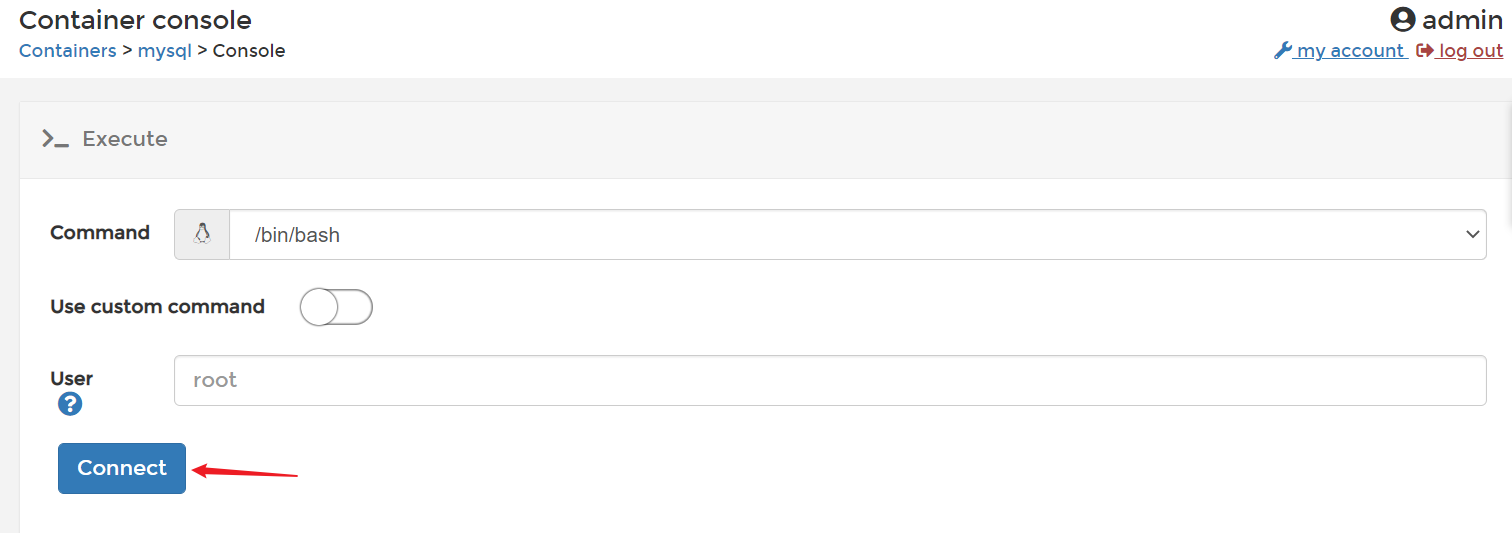 Container console
admin
Containers > mysql > Console
my account log out
Execute
Command /bin/bash
Use custom command
User root
Connect